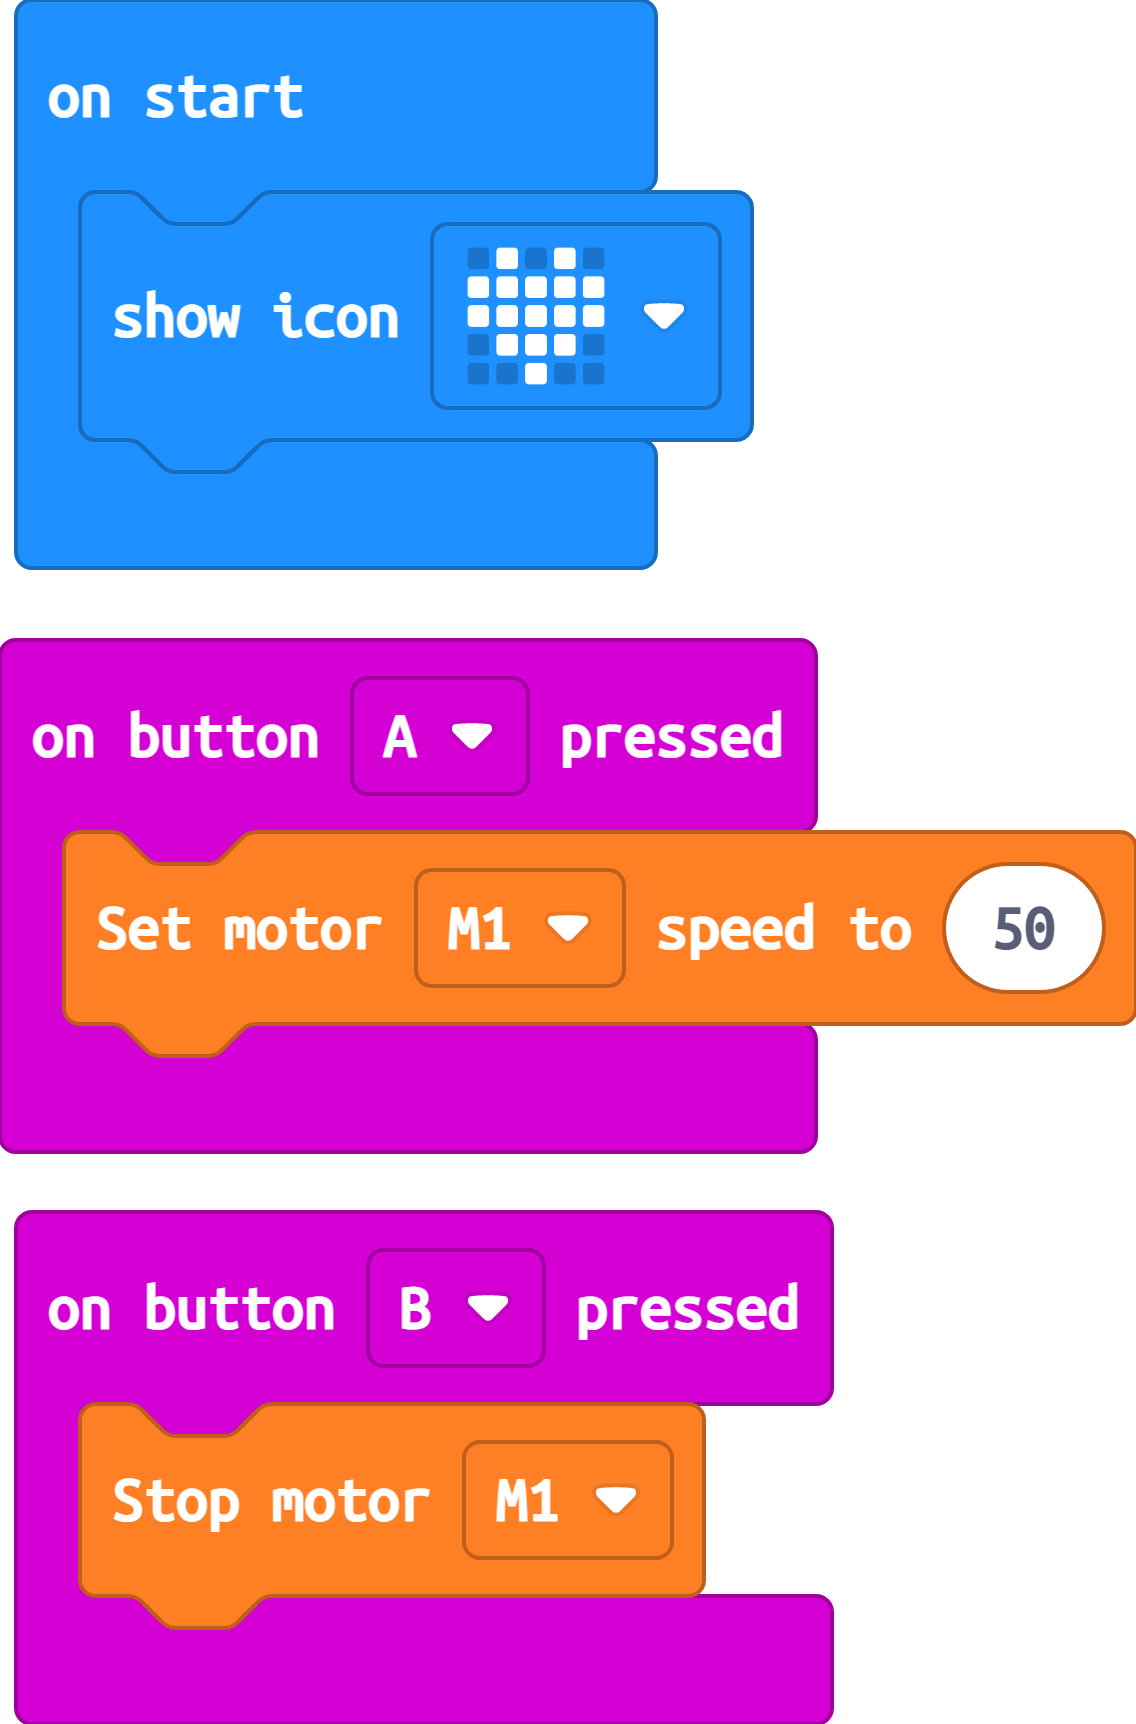 on start
show icon
on button A pressed
Set motor M1 speed to 50
on button B pressed
Stop motor M1